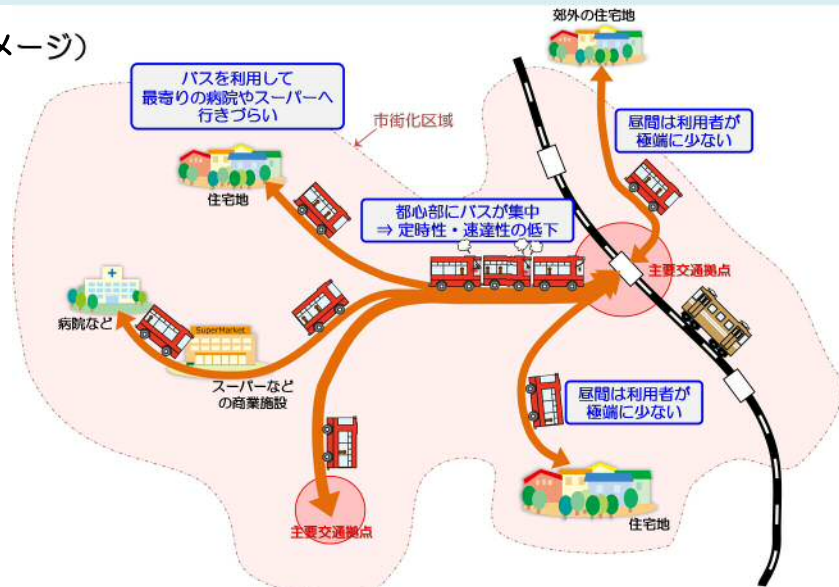 メージ）
郊外の住宅地
バスを利用して
最寄りの病院やスーパーへ
行きづらい
市街化区域
昼間は利用者が
極端に少ない
住宅地
都心部にバスが集中
⇒ 定時性・速達性の低下
主要交通拠点
病院など
SuperMarket
スーパーなど
の商業施設
昼間は利用者が
極端に少ない
主要交通拠点
住宅地